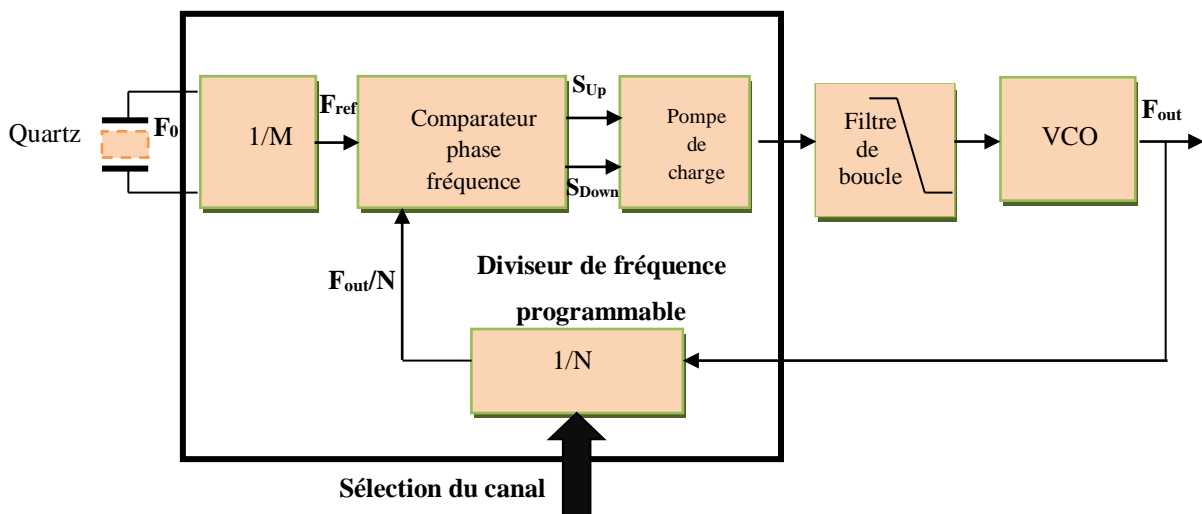 Quartz
F0
1/M
Fref
Comparateur
phase
fréquence
SUp
SDown
Pompe
de
charge
Filtre
de
boucle
VCO
Fout
Fout/N
Diviseur de fréquence
programmable
1/N
Sélection du canal